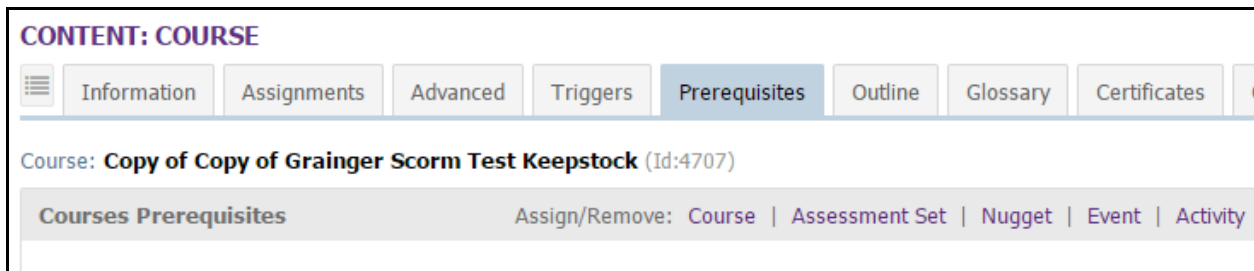 CONTENT: COURSE
Information Assignments Advanced Triggers Prerequisites Outline Glossary Certificates
Course: Copy of Copy of Grainger Scorm Test Keepstock (Id:4707)
Courses Prerequisites Assign/Remove: Course | Assessment Set | Nugget | Event | Activity